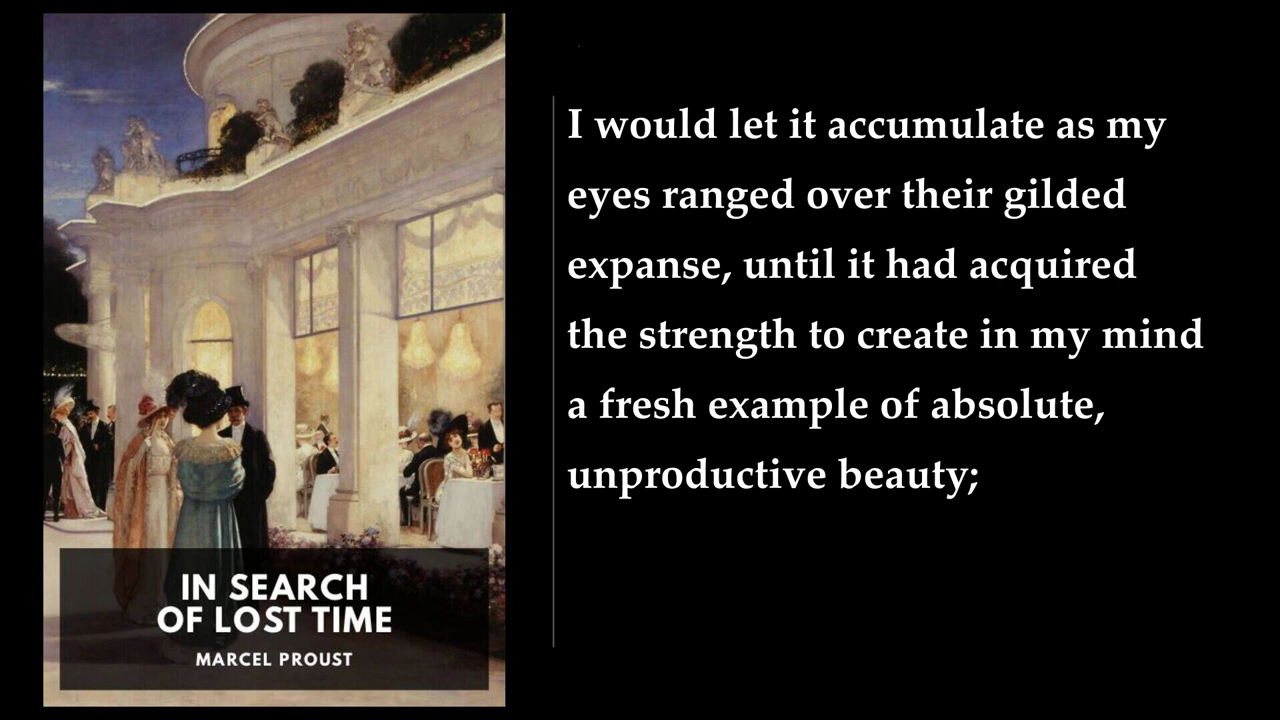 I would let it accumulate as my
eyes ranged over their gilded
expanse, until it had acquired
the strength to create in my mind
a fresh example of absolute,
unproductive beauty;
IN SEARCH
OF LOST TIME
MARCEL PROUST